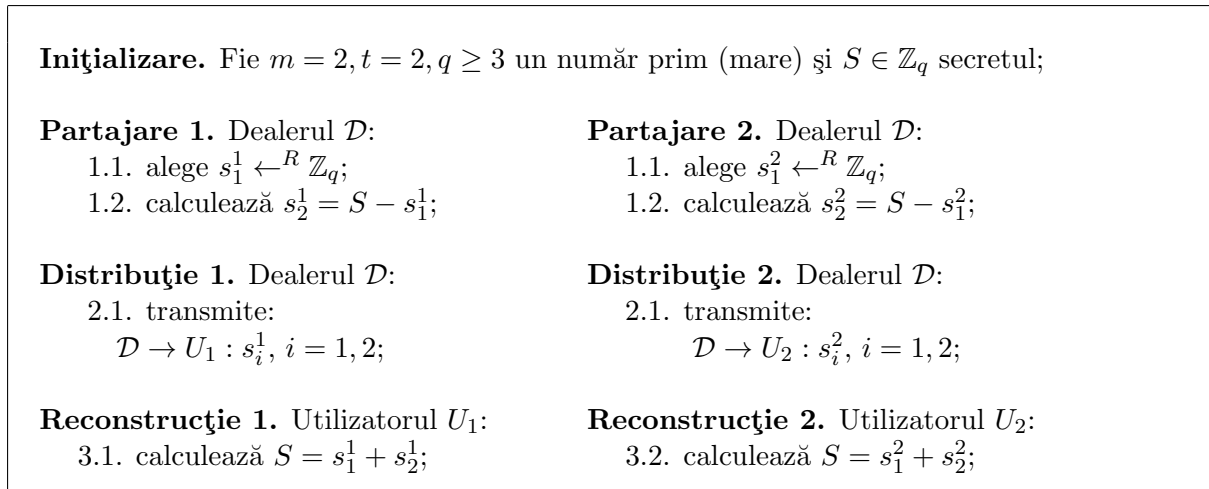 Iniţializare. Fie m = 2, t = 2, q ≥ 3 un număr prim (mare) şi S ∈ ℤ_q secretul;
Partajare 1. Dealerul 𝒟:
1.1. alege s_1^1 ←^R ℤ_q;
1.2. calculează s_2^1 = S − s_1^1;
Partajare 2. Dealerul 𝒟:
1.1. alege s_1^2 ←^R ℤ_q;
1.2. calculează s_2^2 = S − s_1^2;
Distribuţie 1. Dealerul 𝒟:
2.1. transmite:
𝒟 → U_1 : s_i^1, i = 1, 2;
Distribuţie 2. Dealerul 𝒟:
2.1. transmite:
𝒟 → U_2 : s_i^2, i = 1, 2;
Reconstrucţie 1. Utilizatorul U_1:
3.1. calculează S = s_1^1 + s_2^1;
Reconstrucţie 2. Utilizatorul U_2:
3.2. calculează S = s_1^2 + s_2^2;